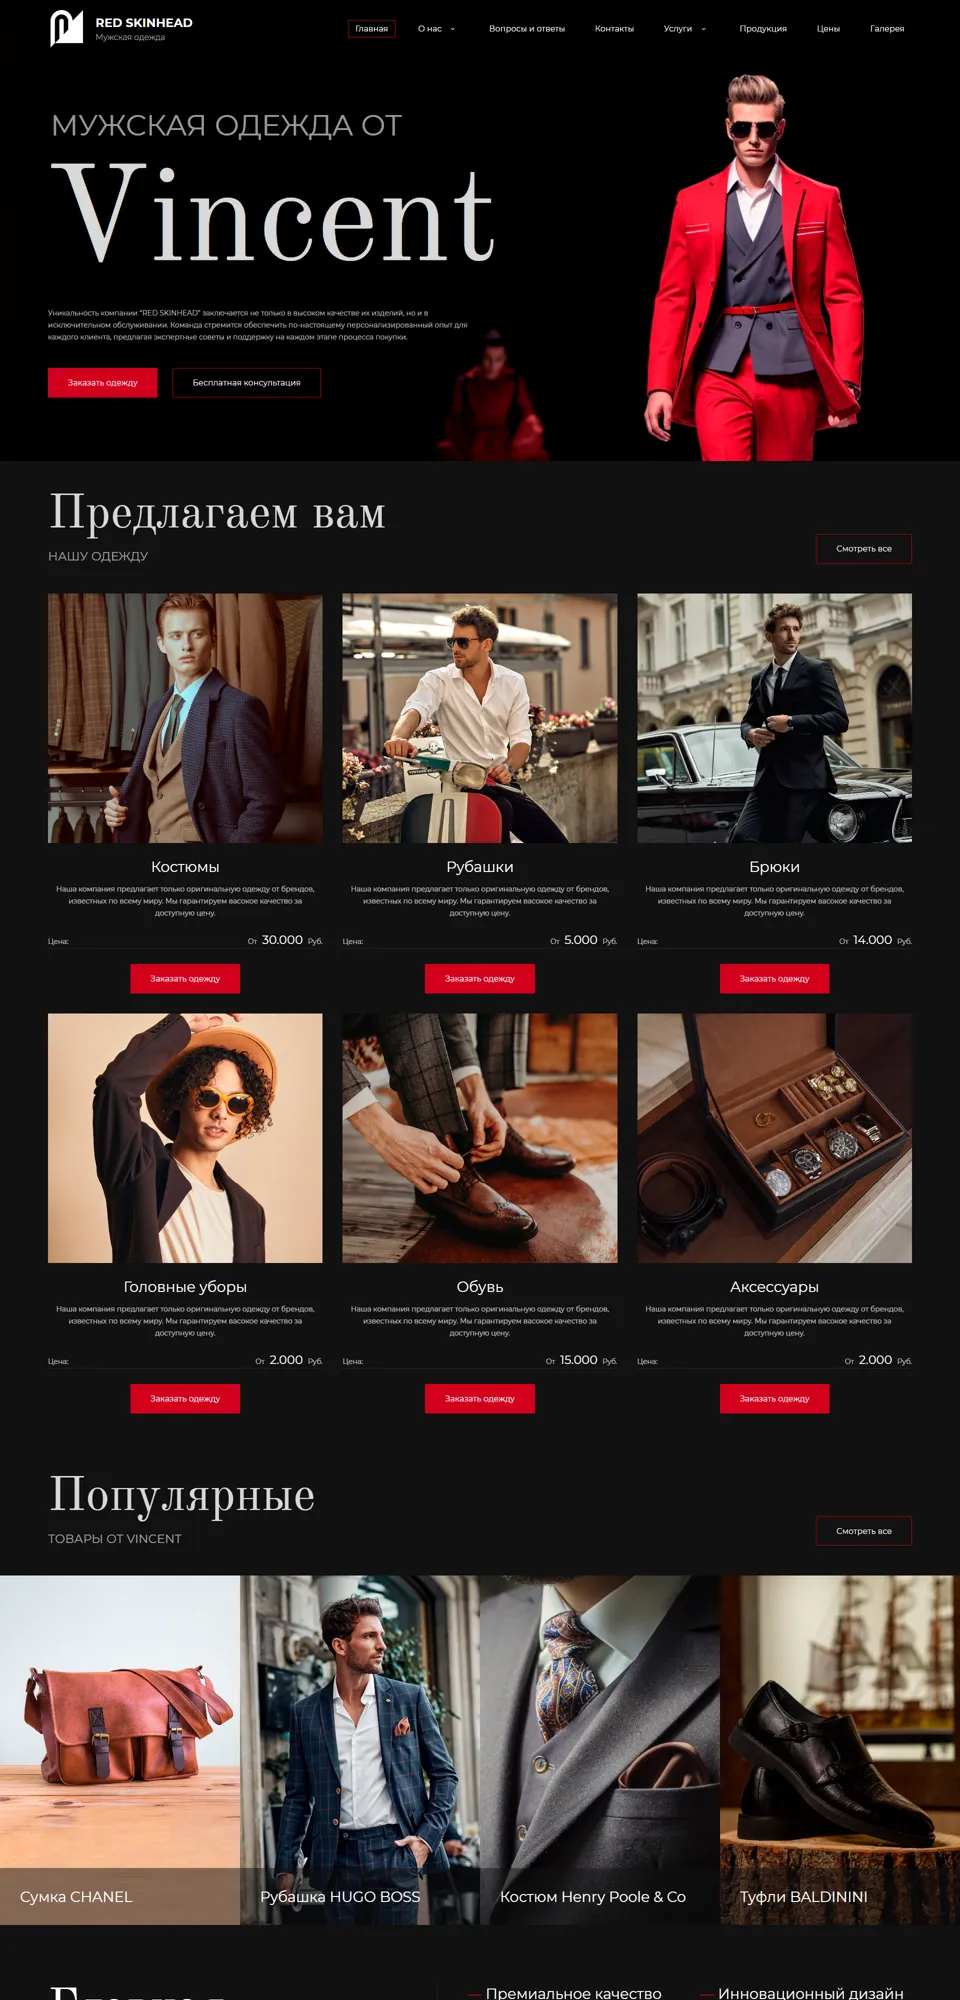 RED SKINHEAD
Мужская одежда
Главная
О нас
Вопросы и ответы
Контакты
Услуги
Продукция
Цены
Галерея
МУЖСКАЯ ОДЕЖДА ОТ
Vincent
Уникальность компании "RED SKINHEAD" заключается не только в высоком качестве их изделий, но и в
исключительном обслуживании. Команда стремится обеспечить по-настоящему персонализированный опыт для
каждого клиента, предлагая экспертные советы и поддержку на каждом этапе процесса покупки.
Заказать одежду
Бесплатная консультация
Предлагаем вам
НАШУ ОДЕЖДУ
Смотреть все
Костюмы
Наша компания предлагает только оригинальную одежду от брендов,
известных по всему миру. Мы гарантируем васокое качество за
доступную цену.
Цена:
От 30.000 Руб.
Заказать одежду
Рубашки
Наша компания предлагает только оригинальную одежду от брендов,
известных по всему миру. Мы гарантируем васокое качество за
доступную цену.
Цена:
От 5.000 Руб.
Заказать одежду
Брюки
Наша компания предлагает только оригинальную одежду от брендов,
известных по всему миру. Мы гарантируем васокое качество за
доступную цену.
Цена:
От 14.000 Руб.
Заказать одежду
Головные уборы
Наша компания предлагает только оригинальную одежду от брендов,
известных по всему миру. Мы гарантируем васокое качество за
доступную цену.
Цена:
От 2.000 Руб.
Заказать одежду
Обувь
Наша компания предлагает только оригинальную одежду от брендов,
известных по всему миру. Мы гарантируем васокое качество за
доступную цену.
Цена:
От 15.000 Руб.
Заказать одежду
Аксессуары
Наша компания предлагает только оригинальную одежду от брендов,
известных по всему миру. Мы гарантируем васокое качество за
доступную цену.
Цена:
От 2.000 Руб.
Заказать одежду
Популярные
ТОВАРЫ ОТ VINCENT
Смотреть все
Сумка CHANEL
Рубашка HUGO BOSS
Костюм Henry Poole & Co
Туфли BALDININI
Премиальное качество
Инновационный дизайн